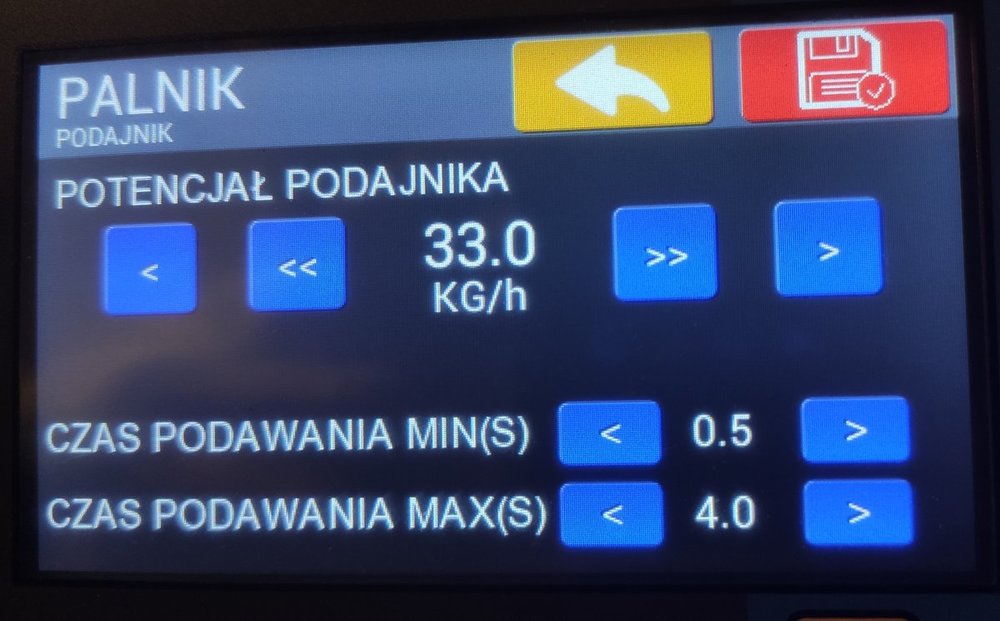 PALNIK
PODAJNIK
POTENCJAŁ PODAJNIKA
< << 33.0 >> >
KG/h
CZAS PODAWANIA MIN(S) < 0.5 >
CZAS PODAWANIA MAX(S) < 4.0 >